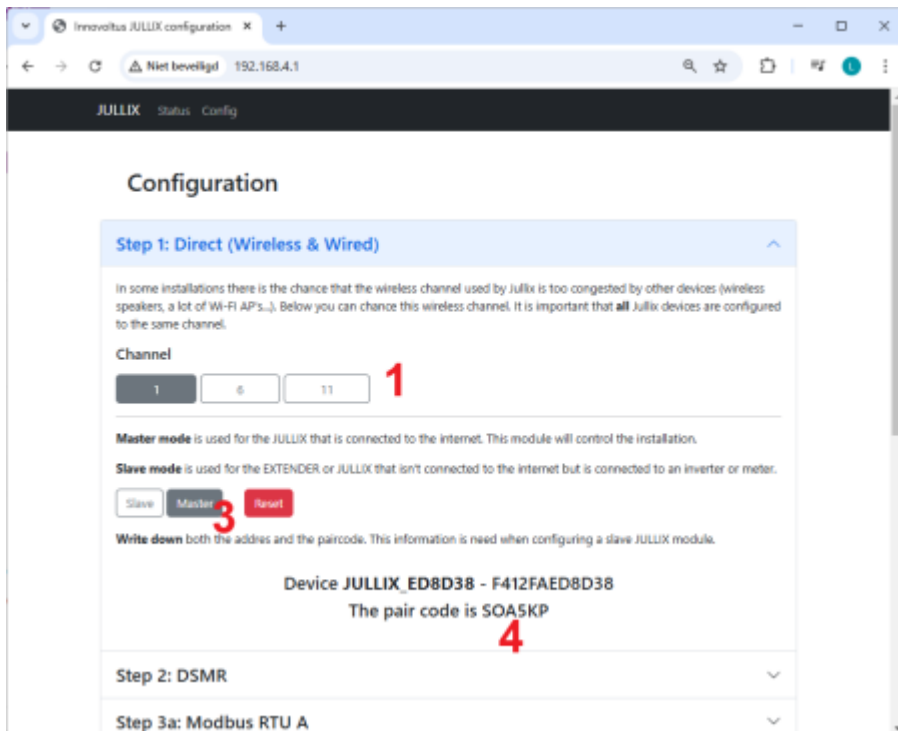 Innovoltus JULLIX configuration
Niet beveiligd 192.168.4.1
L
JULLIX Status Config
Configuration
Step 1: Direct (Wireless & Wired)
In some installations there is the chance that the wireless channel used by Jullix is too congested by other devices (wireless
speakers, a lot of Wi-Fi AP's...). Below you can chance this wireless channel. It is important that all Jullix devices are configured
to the same channel.
Channel
1 6 11
1
Master mode is used for the JULLIX that is connected to the internet. This module will control the installation.
Slave mode is used for the EXTENDER or JULLIX that isn't connected to the internet but is connected to an inverter or meter.
Slave Master Reset
3
Write down both the addres and the paircode. This information is need when configuring a slave JULLIX module.
Device JULLIX_ED8D38 - F412FAED8D38
The pair code is SOA5KP
4
Step 2: DSMR
Step 3a: Modbus RTU A